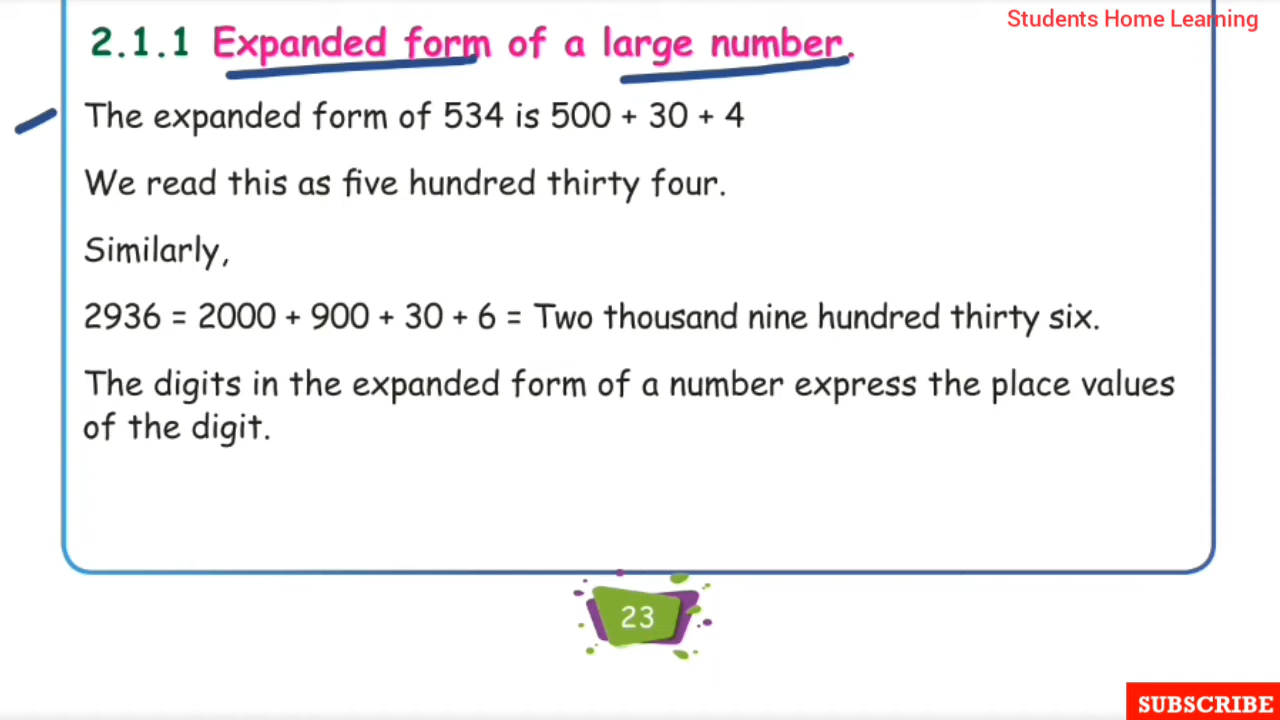 Students Home Learning
2.1.1 Expanded form of a large number.
The expanded form of 534 is 500 + 30 + 4
We read this as five hundred thirty four.
Similarly,
2936 = 2000 + 900 + 30 + 6 = Two thousand nine hundred thirty six.
The digits in the expanded form of a number express the place values
of the digit.
23
SUBSCRIBE